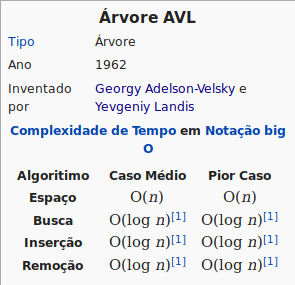 Árvore AVL
Tipo Árvore
Ano 1962
Inventado Georgy Adelson-Velsky e
por Yevgeniy Landis
Complexidade de Tempo em Notação big
O
Algoritimo Caso Médio Pior Caso
Espaço O(n) O(n)
Busca O(log n)[1] O(log n)[1]
Inserção O(log n)[1] O(log n)[1]
Remoção O(log n)[1] O(log n)[1]